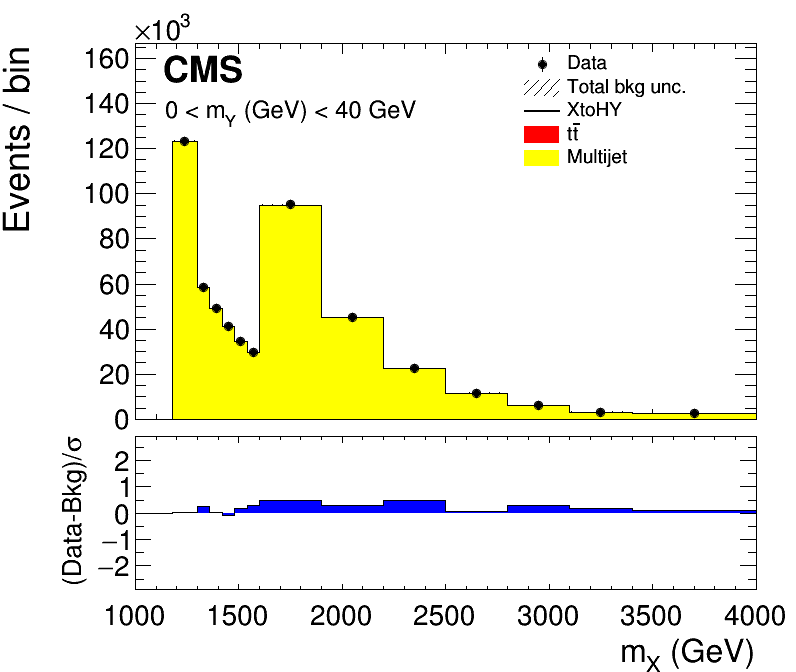 ×10³
Events / bin
160
140
120
100
80
60
40
20
0
CMS
0 < m_Y (GeV) < 40 GeV
Data
Total bkg unc.
XtoHY
tt̄
Multijet
(Data-Bkg)/σ
2
1
0
−1
−2
1000 1500 2000 2500 3000 3500 4000
m_X (GeV)